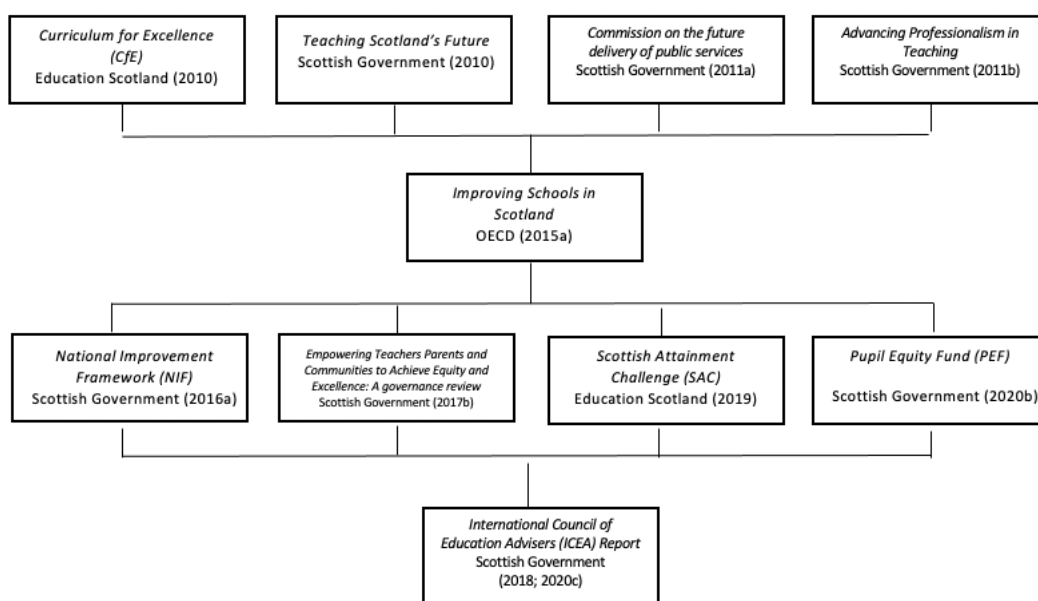 Curriculum for Excellence
(CfE)
Education Scotland (2010)
Teaching Scotland's Future
Scottish Government (2010)
Commission on the future
delivery of public services
Scottish Government (2011a)
Advancing Professionalism in
Teaching
Scottish Government (2011b)
Improving Schools in
Scotland
OECD (2015a)
National Improvement
Framework (NIF)
Scottish Government (2016a)
Empowering Teachers Parents and
Communities to Achieve Equity and
Excellence: A governance review
Scottish Government (2017b)
Scottish Attainment
Challenge (SAC)
Education Scotland (2019)
Pupil Equity Fund (PEF)
Scottish Government (2020b)
International Council of
Education Advisers (ICEA) Report
Scottish Government
(2018; 2020c)